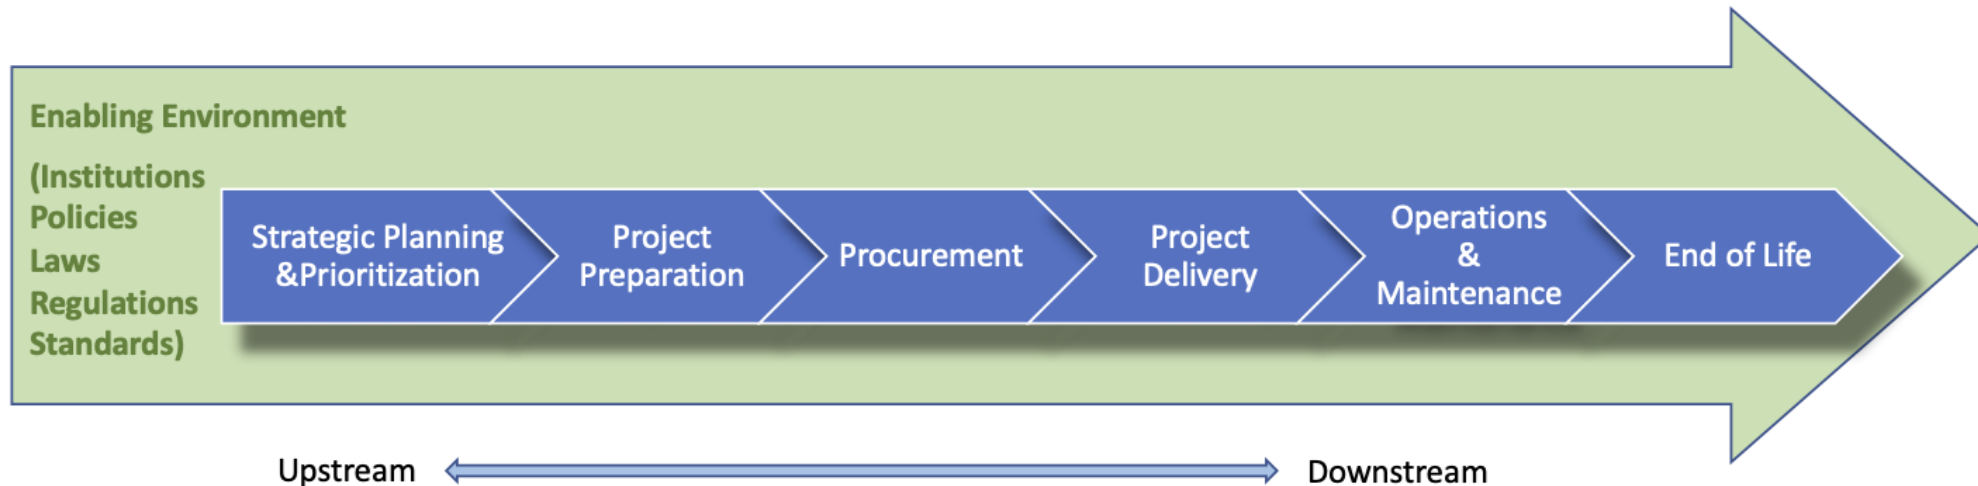 Enabling Environment
(Institutions
Policies
Laws
Regulations
Standards)
Strategic Planning
&Prioritization
Project
Preparation
Procurement
Project
Delivery
Operations
&
Maintenance
End of Life
Upstream
Downstream